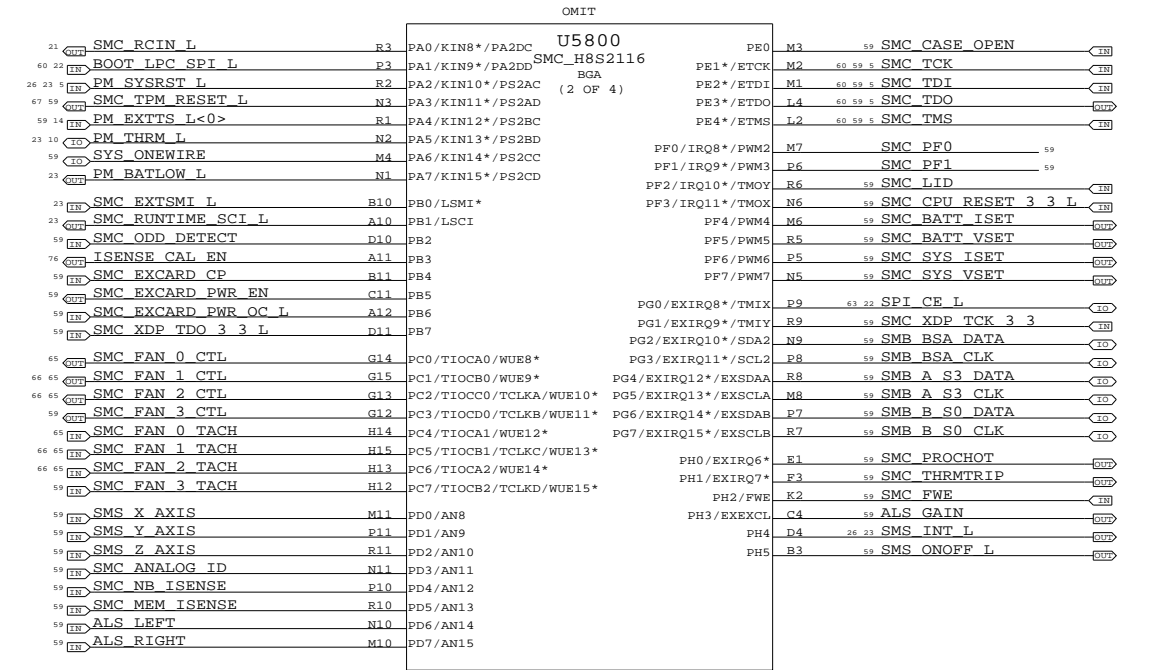 OMIT
U5800
SMC_H8S2116
BGA
(2 OF 4)
21 OUT SMC_RCIN_L R3 PA0/KIN8*/PA2DC
60 22 IN BOOT_LPC_SPI_L P3 PA1/KIN9*/PA2DD
26 23 5 IN PM_SYSRST_L R2 PA2/KIN10*/PS2AC
67 59 OUT SMC_TPM_RESET_L N3 PA3/KIN11*/PS2AD
59 14 IN PM_EXTTS_L<0> R1 PA4/KIN12*/PS2BC
23 10 IO PM_THRM_L N2 PA5/KIN13*/PS2BD
59 IO SYS_ONEWIRE M4 PA6/KIN14*/PS2CC
23 OUT PM_BATLOW_L N1 PA7/KIN15*/PS2CD
23 IN SMC_EXTSMI_L B10 PB0/LSMI*
23 OUT SMC_RUNTIME_SCI_L A10 PB1/LSCI
59 IN SMC_ODD_DETECT D10 PB2
76 OUT ISENSE_CAL_EN A11 PB3
59 IN SMC_EXCARD_CP B11 PB4
59 OUT SMC_EXCARD_PWR_EN C11 PB5
59 IN SMC_EXCARD_PWR_OC_L A12 PB6
59 IN SMC_XDP_TDO_3_3_L D11 PB7
65 OUT SMC_FAN_0_CTL G14 PC0/TIOCA0/WUE8*
66 65 OUT SMC_FAN_1_CTL G15 PC1/TIOCB0/WUE9*
66 65 OUT SMC_FAN_2_CTL G13 PC2/TIOCC0/TCLKA/WUE10*
59 OUT SMC_FAN_3_CTL G12 PC3/TIOCD0/TCLKB/WUE11*
65 IN SMC_FAN_0_TACH H14 PC4/TIOCA1/WUE12*
66 65 IN SMC_FAN_1_TACH H15 PC5/TIOCB1/TCLKC/WUE13*
66 65 IN SMC_FAN_2_TACH H13 PC6/TIOCA2/WUE14*
59 IN SMC_FAN_3_TACH H12 PC7/TIOCB2/TCLKD/WUE15*
59 IN SMS_X_AXIS M11 PD0/AN8
59 IN SMS_Y_AXIS P11 PD1/AN9
59 IN SMS_Z_AXIS R11 PD2/AN10
59 IN SMC_ANALOG_ID N11 PD3/AN11
59 IN SMC_NB_ISENSE P10 PD4/AN12
59 IN SMC_MEM_ISENSE R10 PD5/AN13
59 IN ALS_LEFT N10 PD6/AN14
59 IN ALS_RIGHT M10 PD7/AN15
PE0 M3 59 SMC_CASE_OPEN IN
PE1*/ETCK M2 60 59 5 SMC_TCK IN
PE2*/ETDI M1 60 59 5 SMC_TDI IN
PE3*/ETDO L4 60 59 5 SMC_TDO OUT
PE4*/ETMS L2 60 59 5 SMC_TMS IN
PF0/IRQ8*/PWM2 M7 SMC_PF0 59
PF1/IRQ9*/PWM3 P6 SMC_PF1 59
PF2/IRQ10*/TMOY R6 59 SMC_LID IN
PF3/IRQ11*/TMOX N6 59 SMC_CPU_RESET_3_3_L IN
PF4/PWM4 M6 59 SMC_BATT_ISET OUT
PF5/PWM5 R5 59 SMC_BATT_VSET OUT
PF6/PWM6 P5 59 SMC_SYS_ISET OUT
PF7/PWM7 N5 59 SMC_SYS_VSET OUT
PG0/EXIRQ8*/TMIX P9 63 22 SPI_CE_L IO
PG1/EXIRQ9*/TMIY R9 59 SMC_XDP_TCK_3_3 IN
PG2/EXIRQ10*/SDA2 N9 59 SMB_BSA_DATA IO
PG3/EXIRQ11*/SCL2 P8 59 SMB_BSA_CLK IO
PG4/EXIRQ12*/EXSDAA R8 59 SMB_A_S3_DATA IO
PG5/EXIRQ13*/EXSCLA M8 59 SMB_A_S3_CLK IO
PG6/EXIRQ14*/EXSDAB P7 59 SMB_B_S0_DATA IO
PG7/EXIRQ15*/EXSCLB R7 59 SMB_B_S0_CLK IO
PH0/EXIRQ6* E1 59 SMC_PROCHOT OUT
PH1/EXIRQ7* F3 59 SMC_THRMTRIP OUT
PH2/FWE K2 59 SMC_FWE IN
PH3/EXEXCL C4 59 ALS_GAIN OUT
PH4 D4 26 23 SMS_INT_L OUT
PH5 B3 59 SMS_ONOFF_L OUT